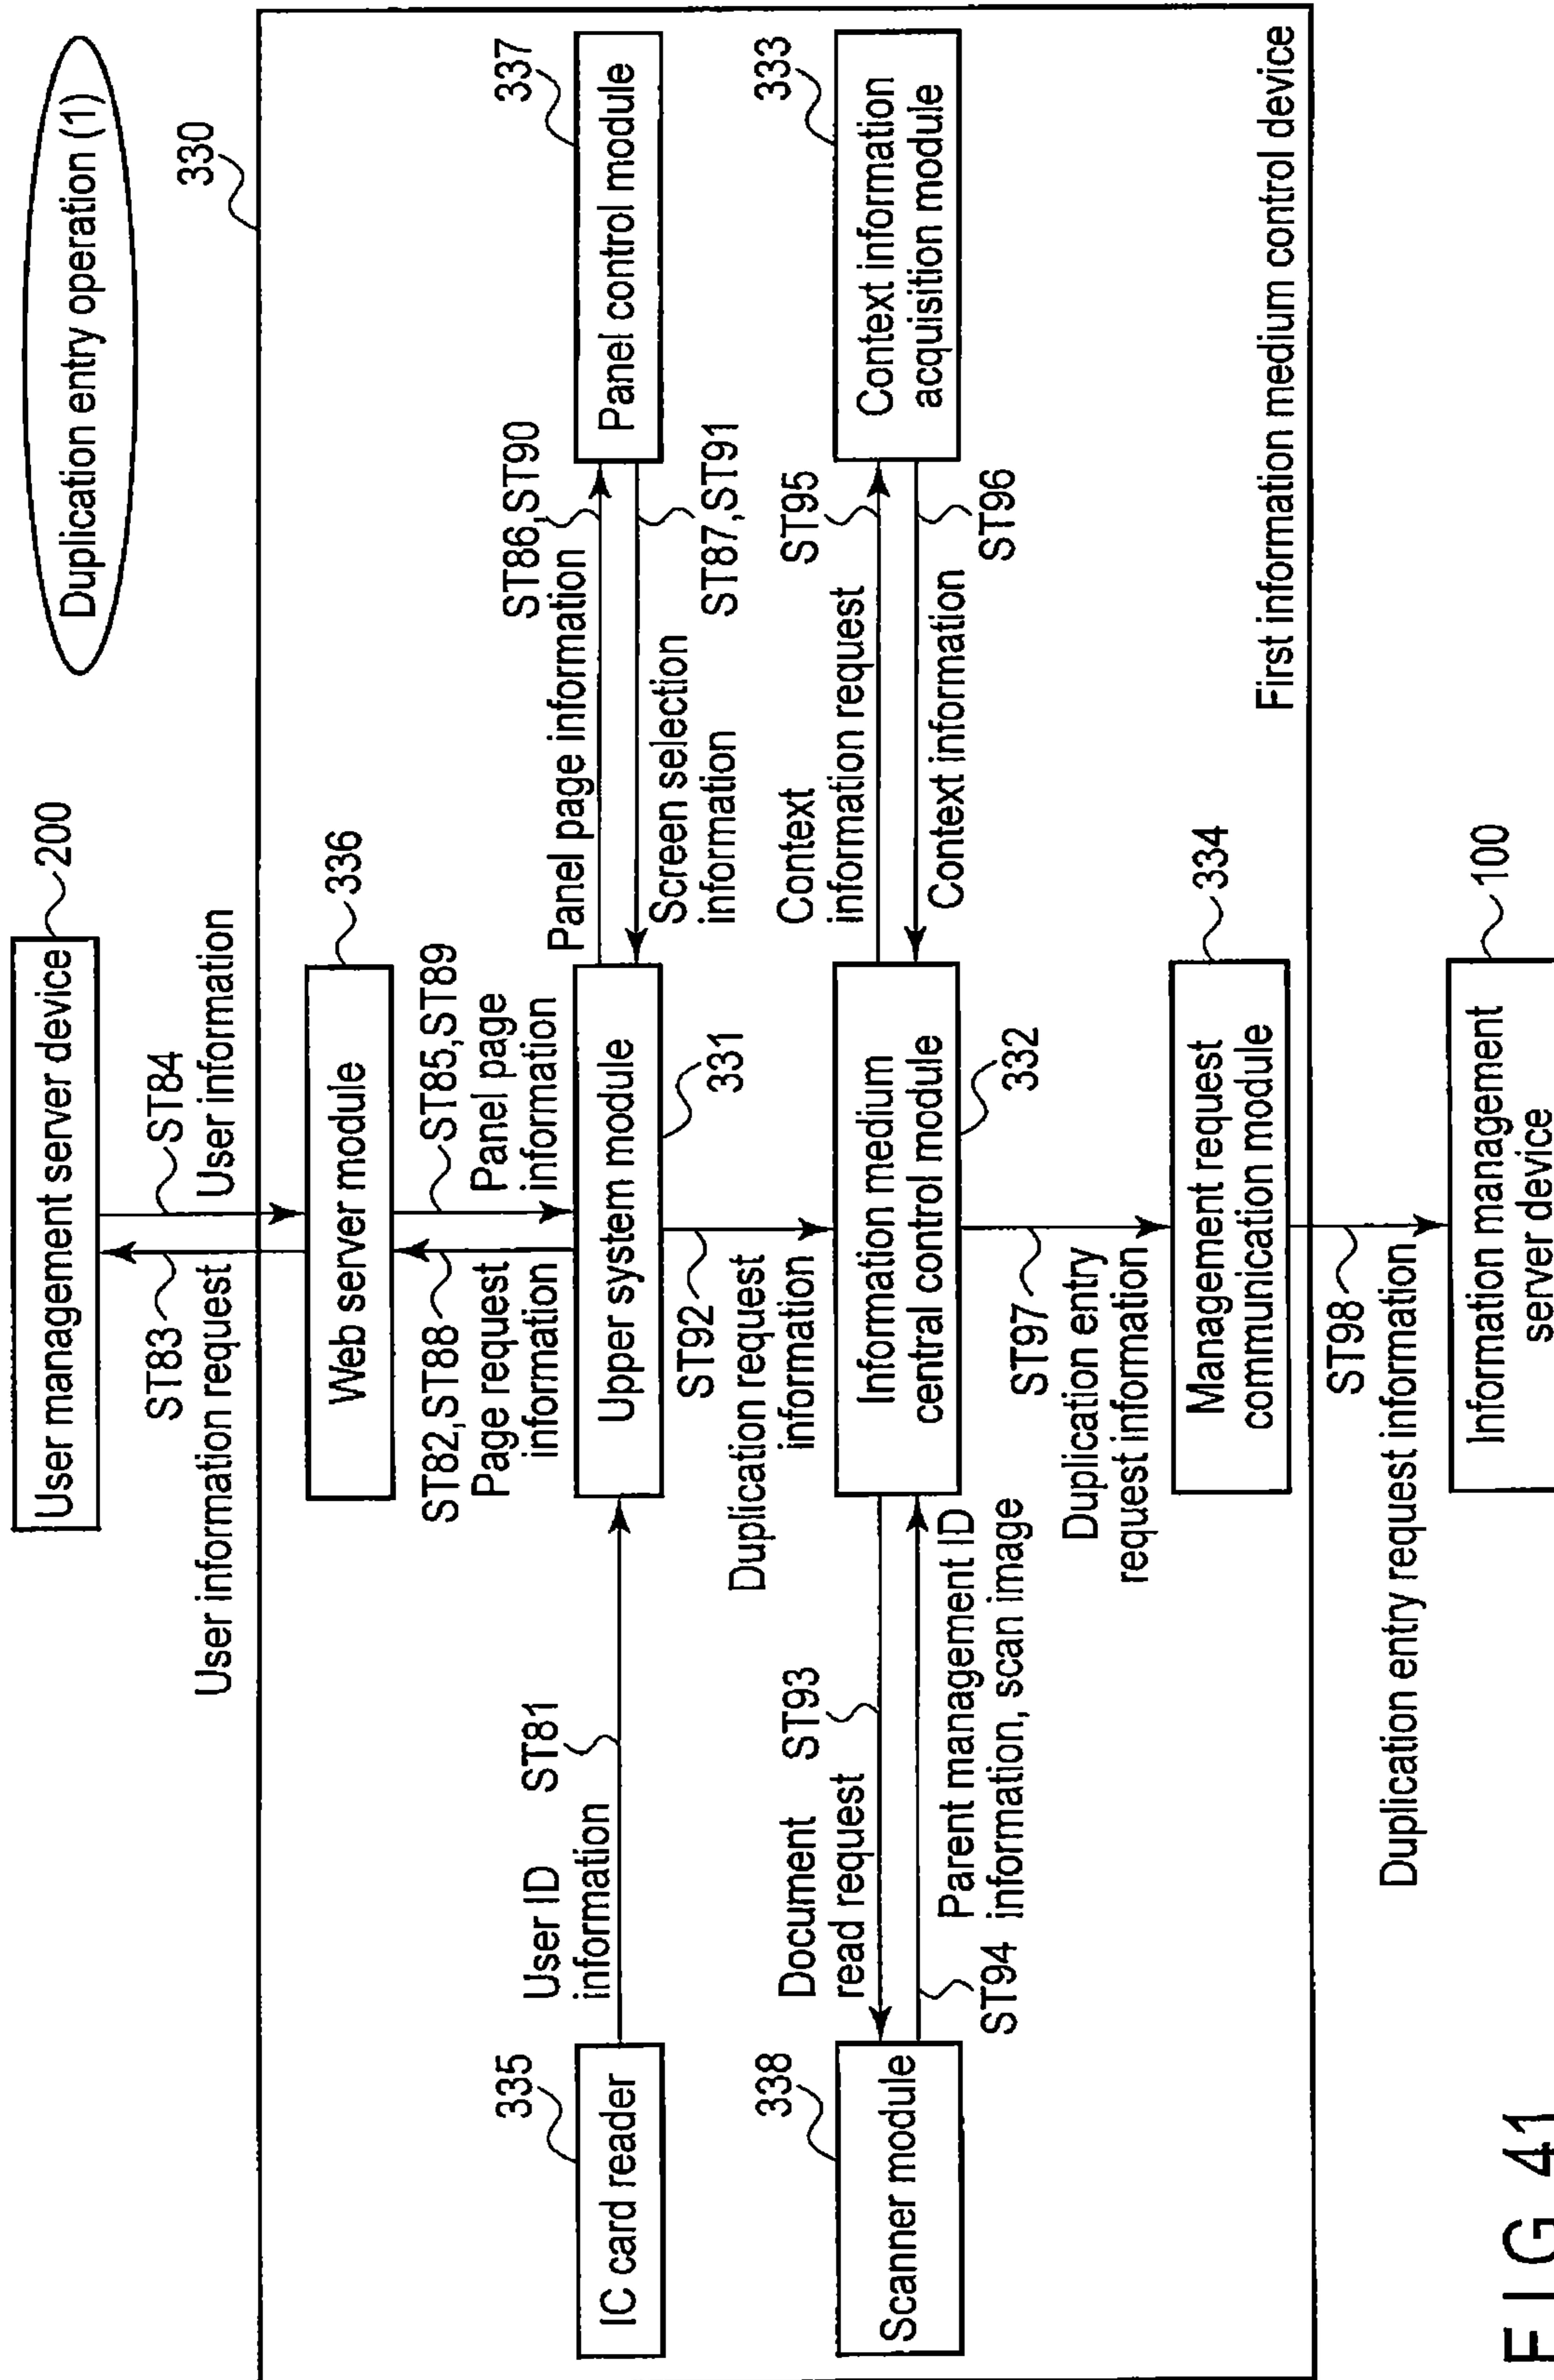 Duplication entry operation (1)
User management server device
200
ST83
ST84
User information request
User information
330
Web server module
336
ST82,ST88
Page request
information
ST85,ST89
Panel page
information
IC card reader
335
User ID
information
ST81
Upper system module
331
ST86,ST90
Panel page information
Screen selection
information
ST87,ST91
Panel control module
337
ST92
Duplication request
information
Scanner module
338
Document
read request
ST93
ST94
Parent management ID
information, scan image
Information medium
central control module
332
Context
information request
ST95
Context information
ST96
Context information
acquisition module
333
ST97
Duplication entry
request information
Management request
communication module
334
First information medium control device
ST98
Duplication entry request information
Information management
server device
100
FIG. 41